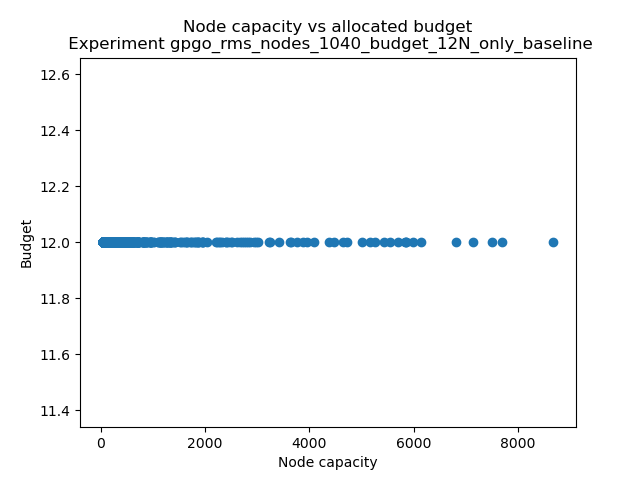 Node capacity vs allocated budget
Experiment gpgo_rms_nodes_1040_budget_12N_only_baseline
12.6
12.4
12.2
12.0
11.8
11.6
11.4
Budget
0 2000 4000 6000 8000
Node capacity